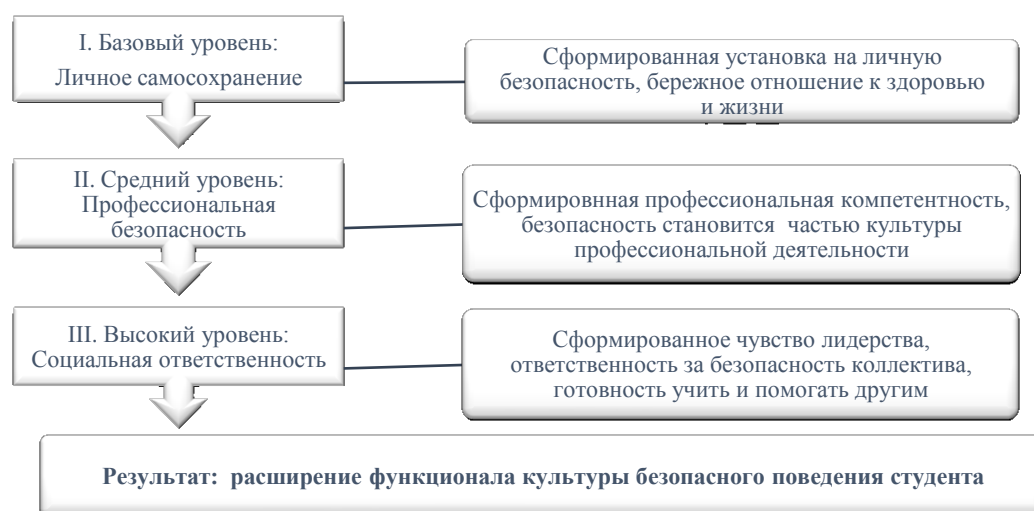 I. Базовый уровень:
Личное самосохранение
Сформированная установка на личную
безопасность, бережное отношение к здоровью
и жизни
II. Средний уровень:
Профессиональная
безопасность
Сформировнная профессиональная компетентность,
безопасность становится частью культуры
профессиональной деятельности
III. Высокий уровень:
Социальная ответственность
Сформированное чувство лидерства,
ответственность за безопасность коллектива,
готовность учить и помогать другим
Результат: расширение функционала культуры безопасного поведения студента